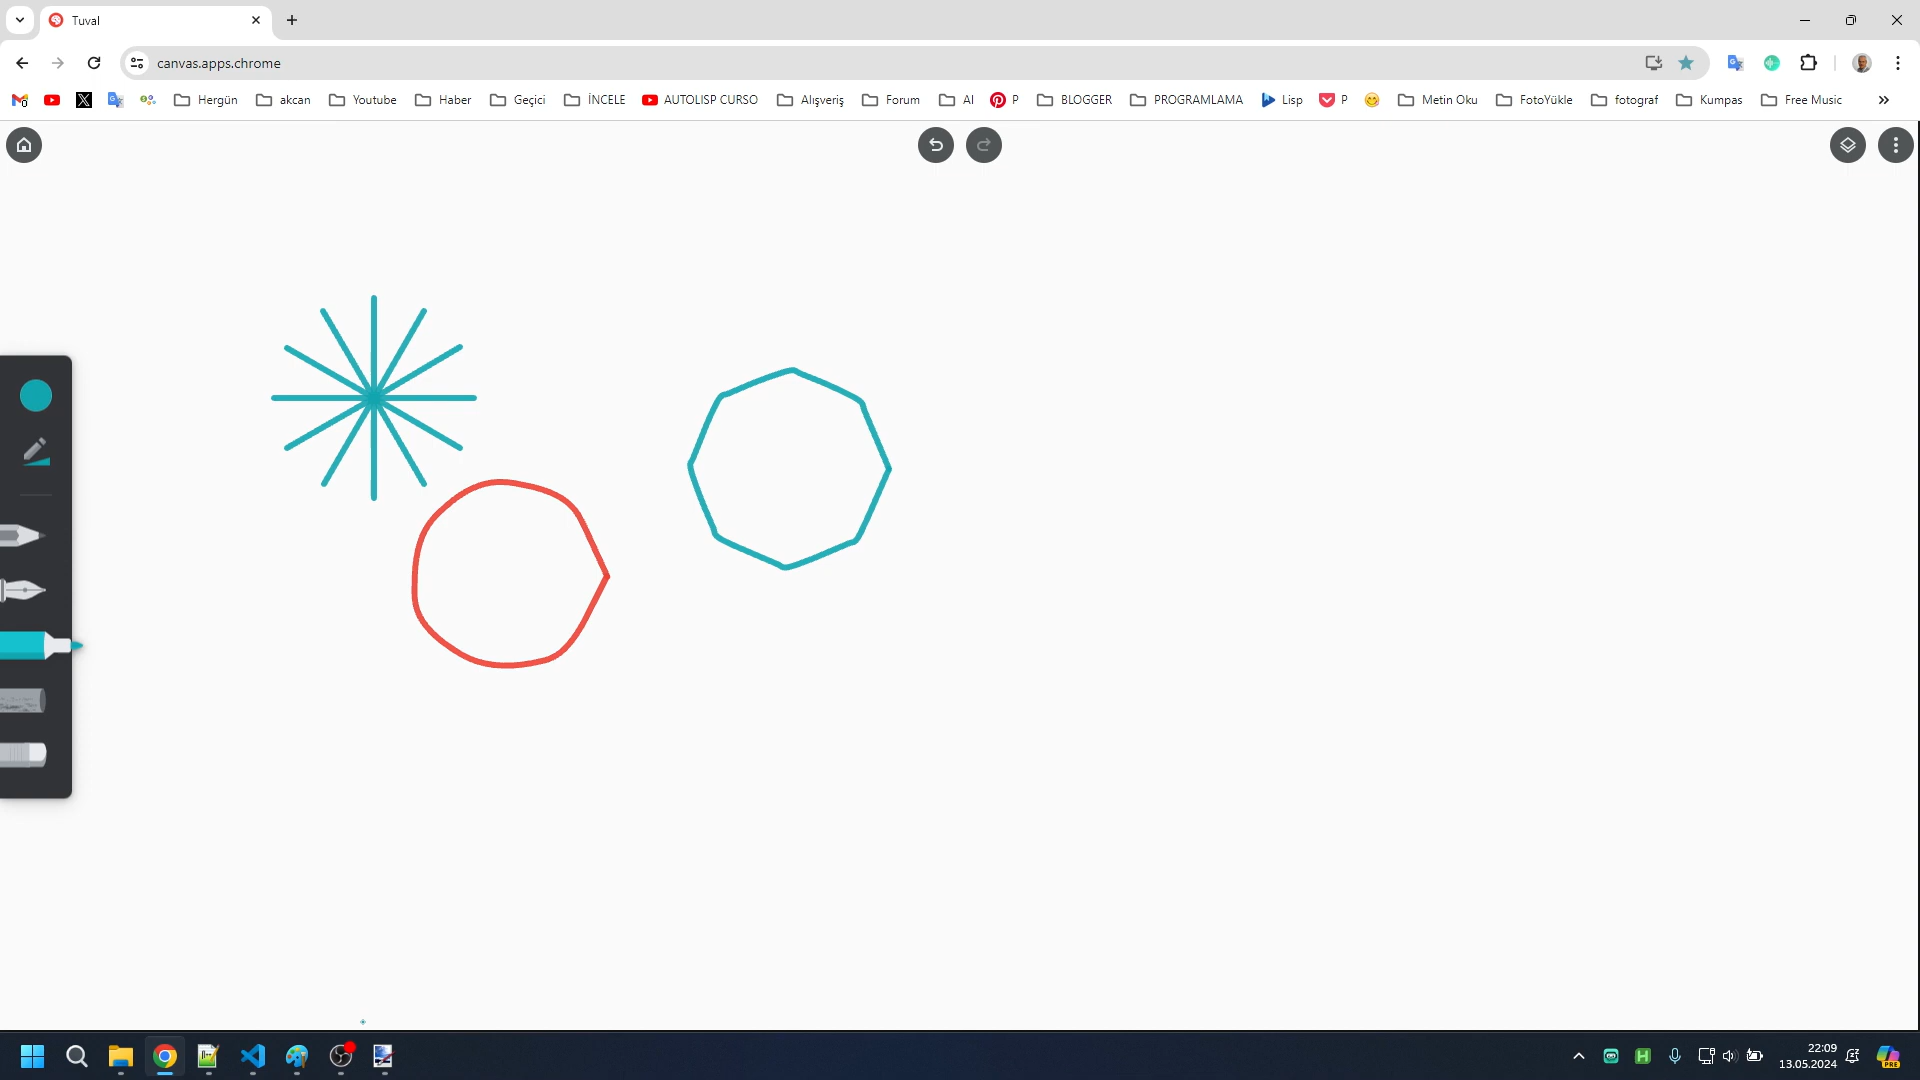 Tuval
canvas.apps.chrome
Hergün akcan Youtube Haber Geçici İNCELE AUTOLISP CURSO Alışveriş Forum AI P BLOGGER PROGRAMLAMA Lisp P Metin Oku FotoYükle fotograf Kumpas Free Music
22:09
13.05.2024
PRE